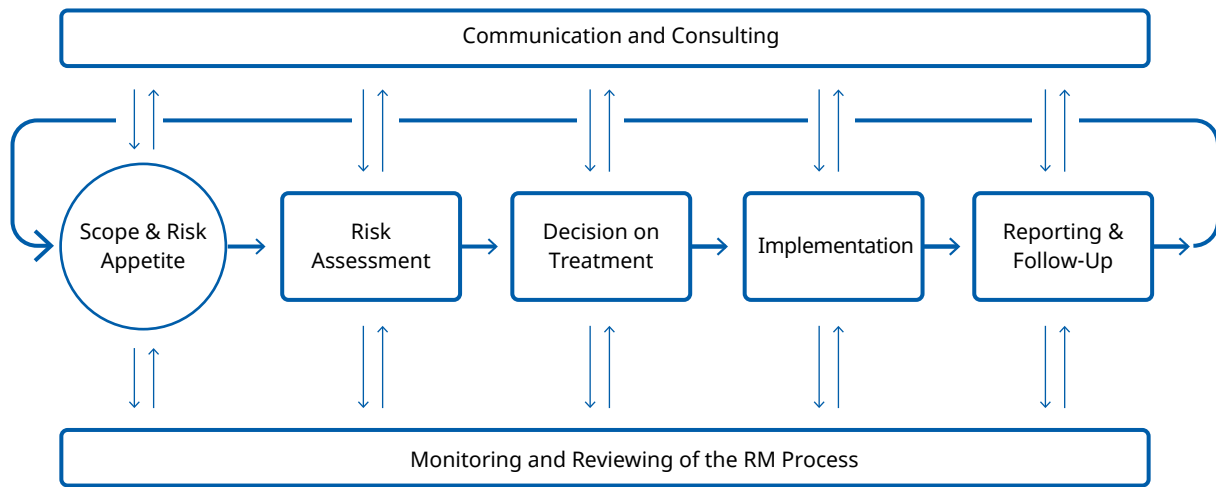 Communication and Consulting
Scope & Risk
Appetite
Risk
Assessment
Decision on
Treatment
Implementation
Reporting &
Follow-Up
Monitoring and Reviewing of the RM Process